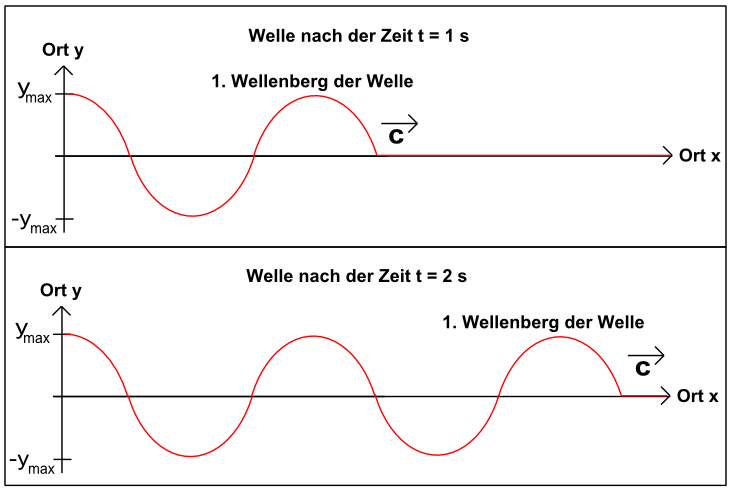 Welle nach der Zeit t = 1 s
Ort y
1. Wellenberg der Welle
ymax
c
Ort x
-ymax
Welle nach der Zeit t = 2 s
Ort y
1. Wellenberg der Welle
ymax
c
Ort x
-ymax